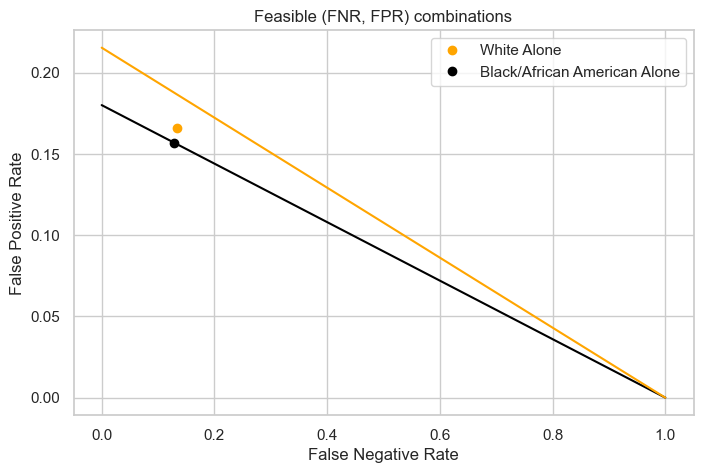 Feasible (FNR, FPR) combinations
White Alone
Black/African American Alone
False Positive Rate
0.20
0.15
0.10
0.05
0.00
0.0 0.2 0.4 0.6 0.8 1.0
False Negative Rate